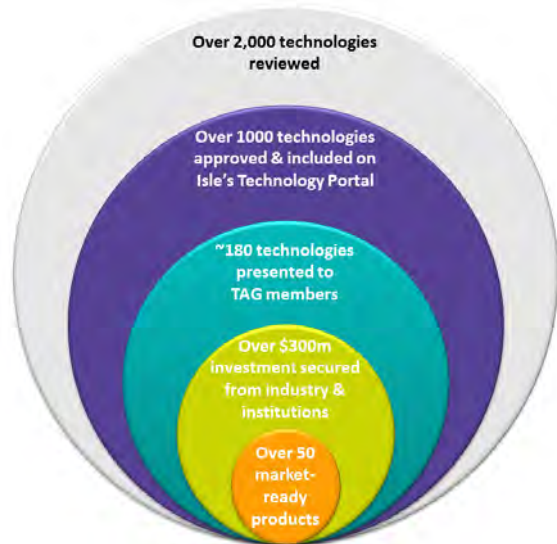 Over 2,000 technologies
reviewed
Over 1000 technologies
approved & included on
Isle's Technology Portal
~180 technologies
presented to
TAG members
Over $300m
investment secured
from industry &
institutions
Over 50
market-
ready
products